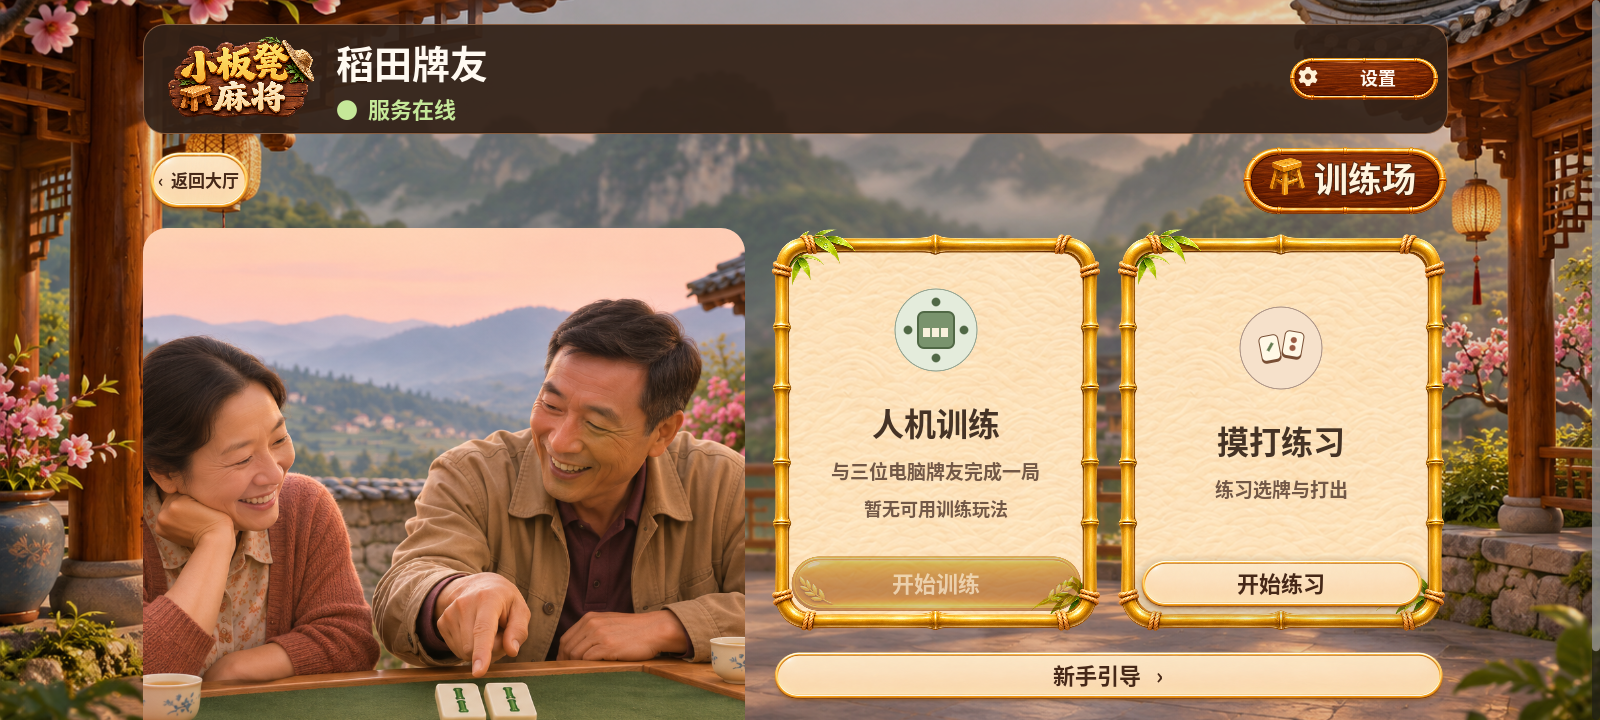 小板凳
麻将
稻田牌友
服务在线
设置
‹ 返回大厅
训练场
人机训练
与三位电脑牌友完成一局
暂无可用训练玩法
开始训练
摸打练习
练习选牌与打出
开始练习
新手引导 ›